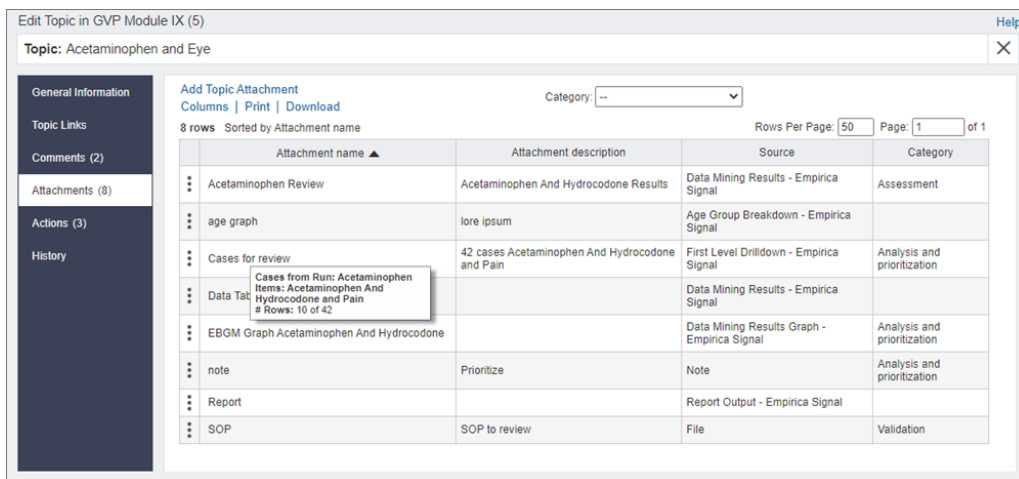 Edit Topic in GVP Module IX (5)
Help
Topic: Acetaminophen and Eye
General Information
Topic Links
Comments (2)
Attachments (8)
Actions (3)
History
Add Topic Attachment
Columns | Print | Download
Category: --
8 rows Sorted by Attachment name
Rows Per Page: 50 Page: 1 of 1
Attachment name ▲ Attachment description Source Category
Acetaminophen Review Acetaminophen And Hydrocodone Results Data Mining Results - Empirica
Signal
Assessment
age graph lore ipsum Age Group Breakdown - Empirica
Signal
Cases for review 42 cases Acetaminophen And Hydrocodone
and Pain
First Level Drilldown - Empirica
Signal
Analysis and
prioritization
Cases from Run: Acetaminophen
Items: Acetaminophen And
Hydrocodone and Pain
# Rows: 10 of 42
Data Tab
Data Mining Results - Empirica
Signal
EBGM Graph Acetaminophen And Hydrocodone
Data Mining Results Graph -
Empirica Signal
Analysis and
prioritization
note Prioritize Note Analysis and
prioritization
Report Report Output - Empirica Signal
SOP SOP to review File Validation